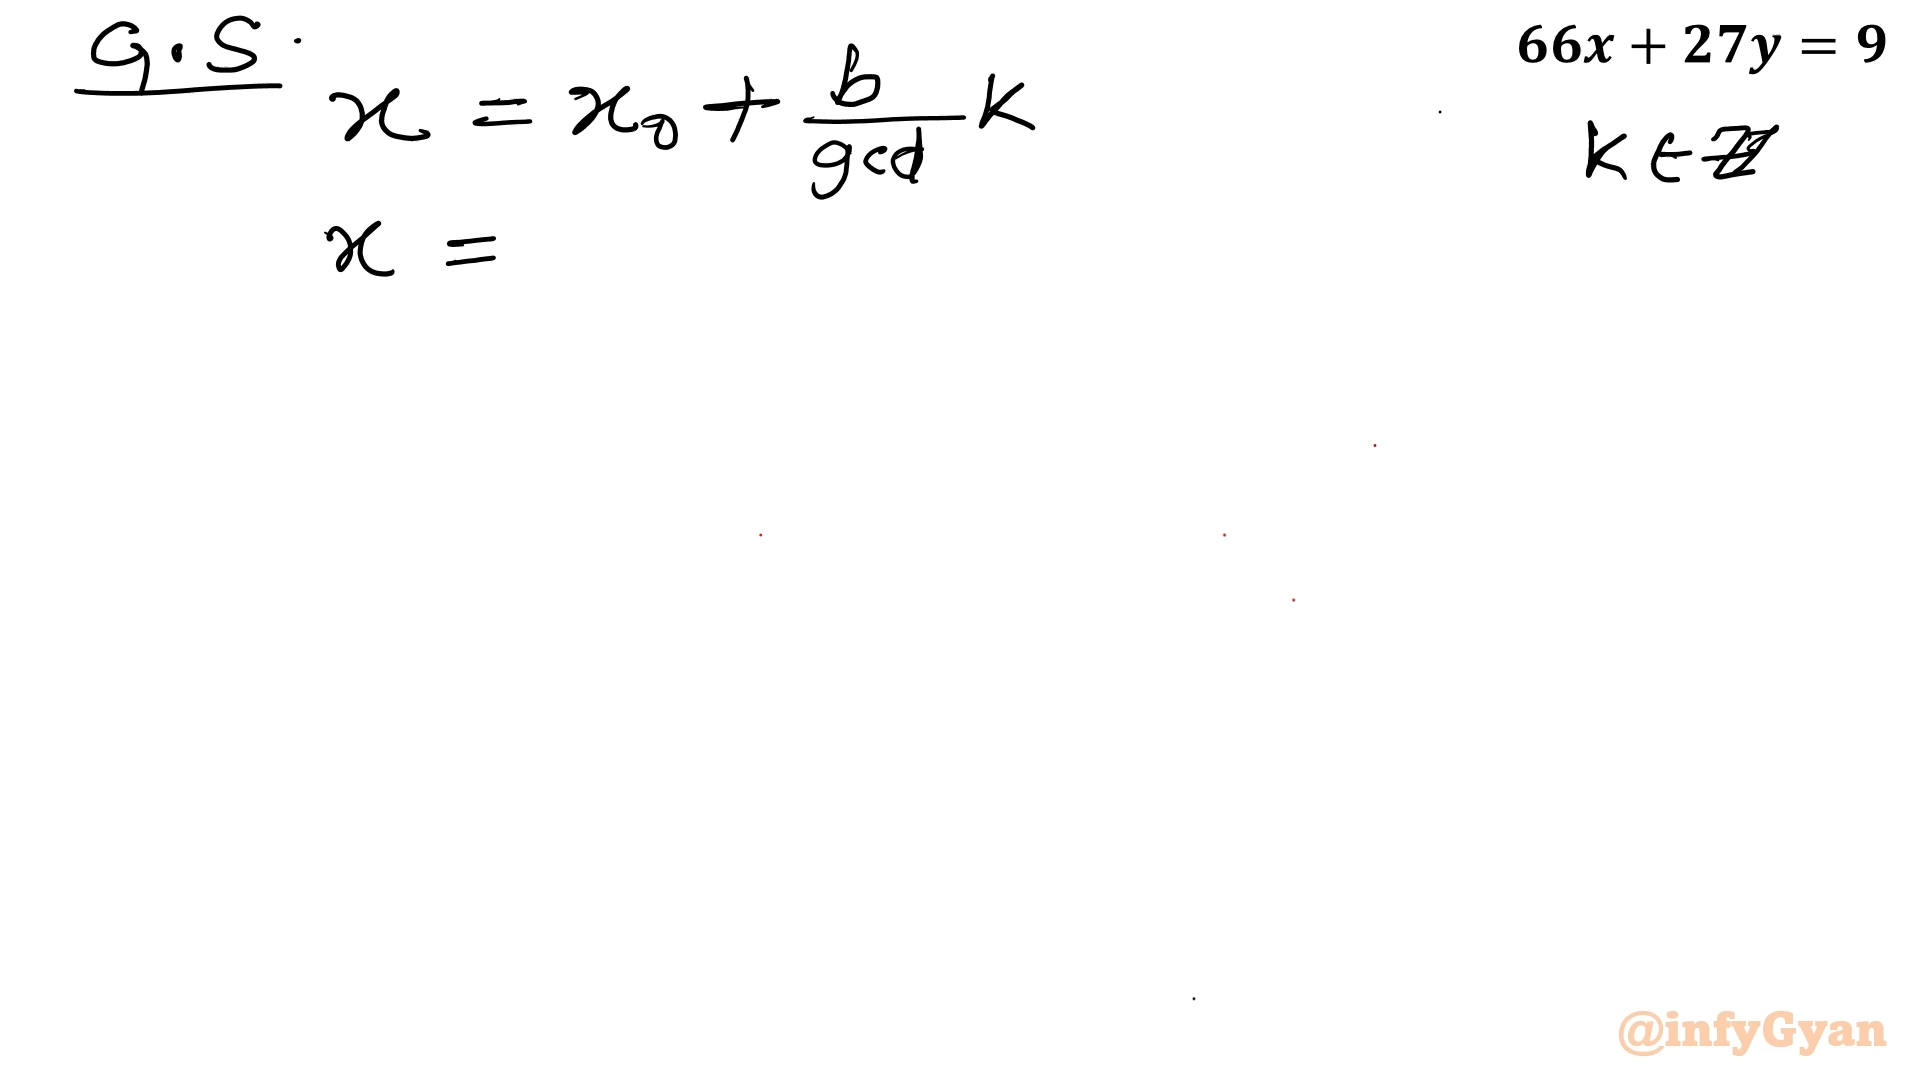 G.S.
66x + 27y = 9
x = x₀ + b/gcd K
K ∈ ℤ
x =
@infyGyan